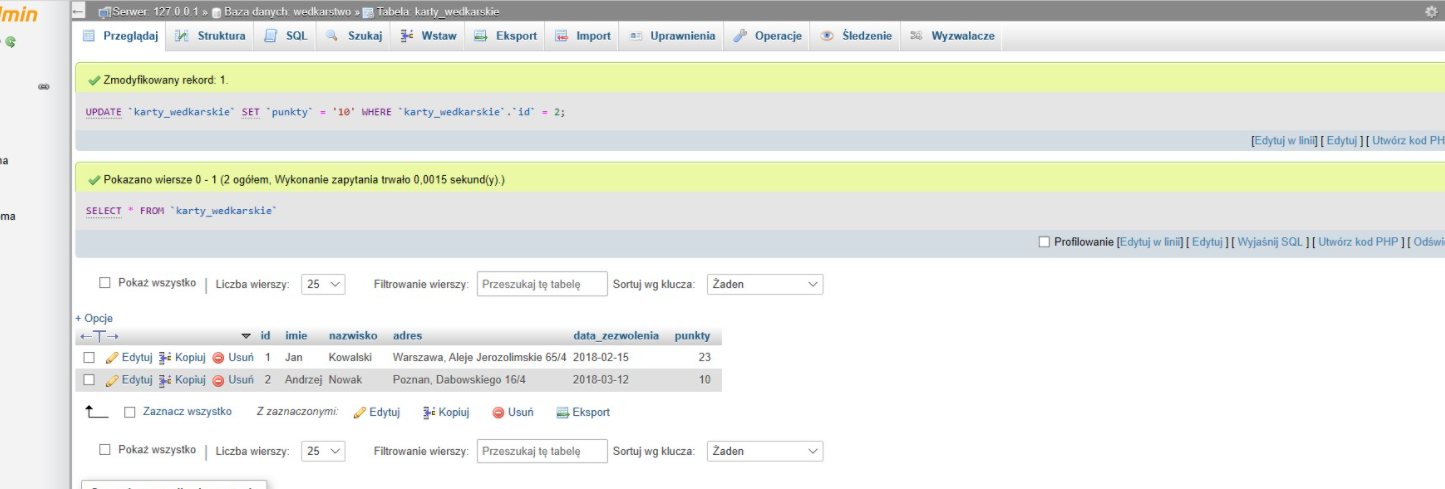 Serwer: 127.0.0.1 » Baza danych: wedkarstwo » Tabela: karty_wedkarskie
Przeglądaj Struktura SQL Szukaj Wstaw Eksport Import Uprawnienia Operacje Śledzenie Wyzwalacze
Zmodyfikowany rekord: 1.
UPDATE `karty_wedkarskie` SET `punkty` = '10' WHERE `karty_wedkarskie`.`id` = 2;
[Edytuj w linii] [ Edytuj ] [ Utwórz kod PH
Pokazano wiersze 0 - 1 (2 ogółem, Wykonanie zapytania trwało 0,0015 sekund(y).)
SELECT * FROM `karty_wedkarskie`
Profilowanie [Edytuj w linii] [ Edytuj ] [ Wyjaśnij SQL ] [ Utwórz kod PHP ] [ Odświ
Pokaż wszystko | Liczba wierszy: 25 Filtrowanie wierszy: Przeszukaj tę tabelę Sortuj wg klucza: Żaden
+ Opcje
←T→ id imie nazwisko adres data_zezwolenia punkty
Edytuj Kopiuj Usuń 1 Jan Kowalski Warszawa, Aleje Jerozolimskie 65/4 2018-02-15 23
Edytuj Kopiuj Usuń 2 Andrzej Nowak Poznan, Dabowskiego 16/4 2018-03-12 10
Zaznacz wszystko Z zaznaczonymi: Edytuj Kopiuj Usuń Eksport
Pokaż wszystko | Liczba wierszy: 25 Filtrowanie wierszy: Przeszukaj tę tabelę Sortuj wg klucza: Żaden